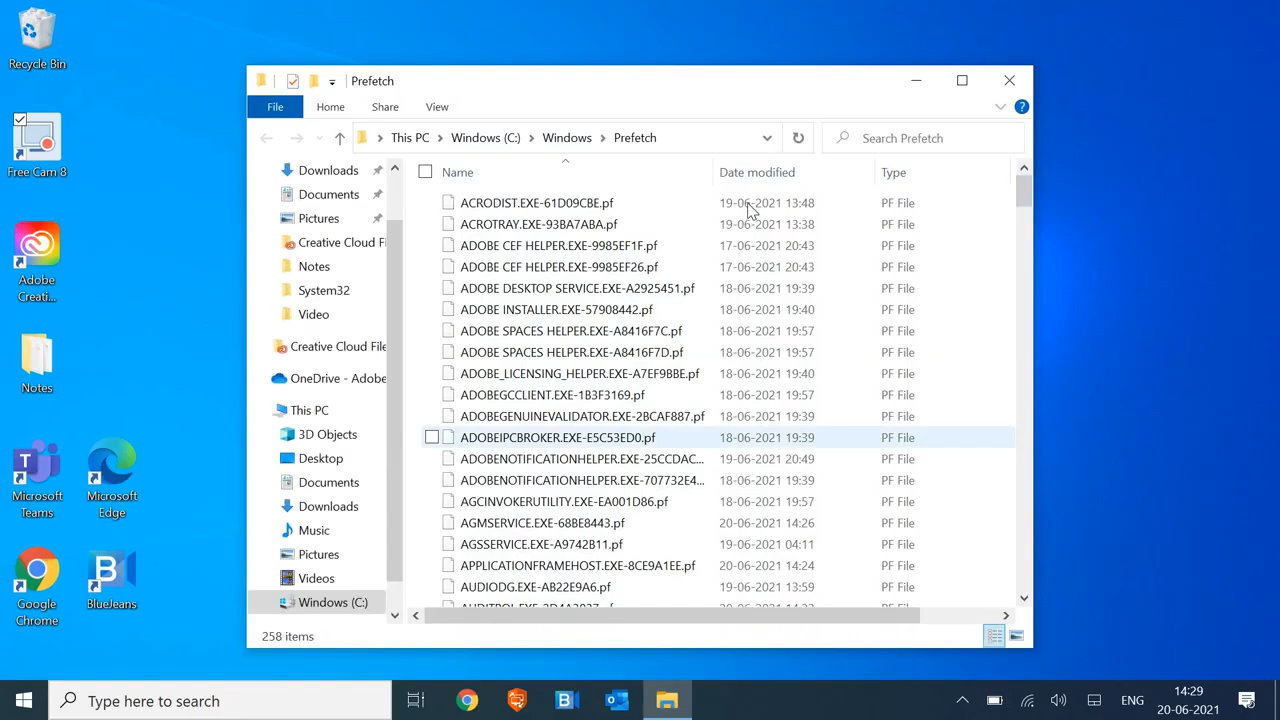 Recycle Bin
Free Cam 8
Adobe
Creati...
Notes
Microsoft
Teams
Microsoft
Edge
Google
Chrome
BlueJeans
Prefetch
File Home Share View
This PC > Windows (C:) > Windows > Prefetch
Search Prefetch
Downloads
Documents
Pictures
Creative Cloud Fi
Notes
System32
Video
Creative Cloud File
OneDrive - Adobe
This PC
3D Objects
Desktop
Documents
Downloads
Music
Pictures
Videos
Windows (C:)
Name Date modified Type
ACRODIST.EXE-61D09CBE.pf 19-06-2021 13:48 PF File
ACROTRAY.EXE-93BA7ABA.pf 19-06-2021 13:38 PF File
ADOBE CEF HELPER.EXE-9985EF1F.pf 17-06-2021 20:43 PF File
ADOBE CEF HELPER.EXE-9985EF26.pf 17-06-2021 20:43 PF File
ADOBE DESKTOP SERVICE.EXE-A2925451.pf 18-06-2021 19:39 PF File
ADOBE INSTALLER.EXE-57908442.pf 18-06-2021 19:40 PF File
ADOBE SPACES HELPER.EXE-A8416F7C.pf 18-06-2021 19:57 PF File
ADOBE SPACES HELPER.EXE-A8416F7D.pf 18-06-2021 19:57 PF File
ADOBE_LICENSING_HELPER.EXE-A7EF9BBE.pf 18-06-2021 19:40 PF File
ADOBEGCCLIENT.EXE-1B3F3169.pf 18-06-2021 19:57 PF File
ADOBEGENUINEVALIDATOR.EXE-2BCAF887.pf 18-06-2021 19:39 PF File
ADOBEIPCBROKER.EXE-E5C53ED0.pf 18-06-2021 19:39 PF File
ADOBENOTIFICATIONHELPER.EXE-25CCDAC... 19-06-2021 20:49 PF File
ADOBENOTIFICATIONHELPER.EXE-707732E4... 18-06-2021 19:39 PF File
AGCINVOKERUTILITY.EXE-EA001D86.pf 18-06-2021 19:57 PF File
AGMSERVICE.EXE-68BE8443.pf 20-06-2021 14:26 PF File
AGSSERVICE.EXE-A9742B11.pf 19-06-2021 04:11 PF File
APPLICATIONFRAMEHOST.EXE-8CE9A1EE.pf 20-06-2021 14:24 PF File
AUDIODG.EXE-AB22E9A6.pf 19-06-2021 13:59 PF File
258 items
Type here to search
ENG
14:29
20-06-2021